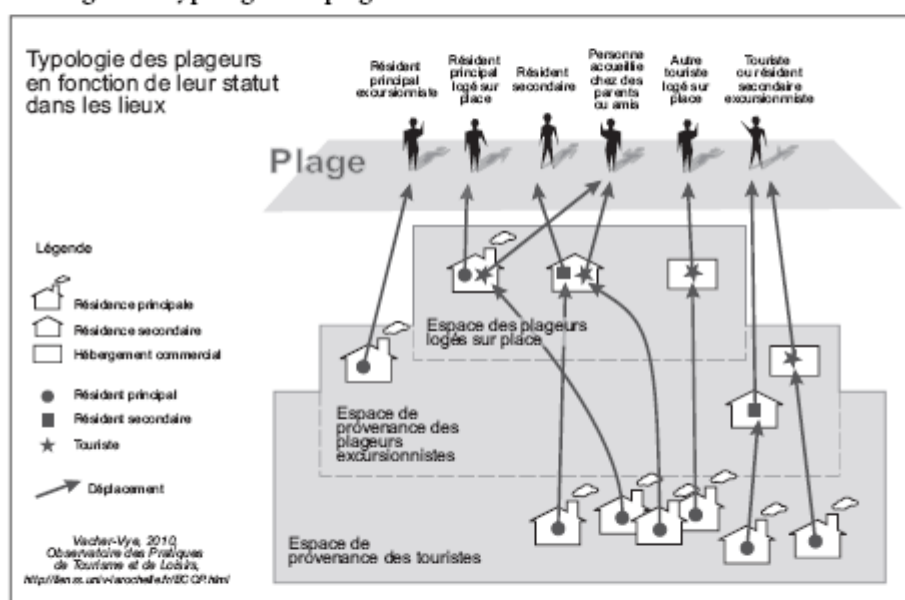 Typologie des plageurs
en fonction de leur statut
dans les lieux
Résident
principal
excursionniste
Résident
principal
logé sur
place
Résident
secondaire
Personne
accueillie
chez des
parents
ou amis
Autre
touriste
logé sur
place
Touriste
ou résident
secondaire
excursionniste
Plage
Légende
Résidence principale
Résidence secondaire
Hébergement commercial
Résident principal
Résident secondaire
Touriste
Déplacement
Espace des plageurs
logés sur place
Espace de
provenance des
plageurs
excursionnistes
Espace de
provenance des touristes
Vacher-Vye, 2010,
Observatoire des Pratiques
de Tourisme et de Loisirs,